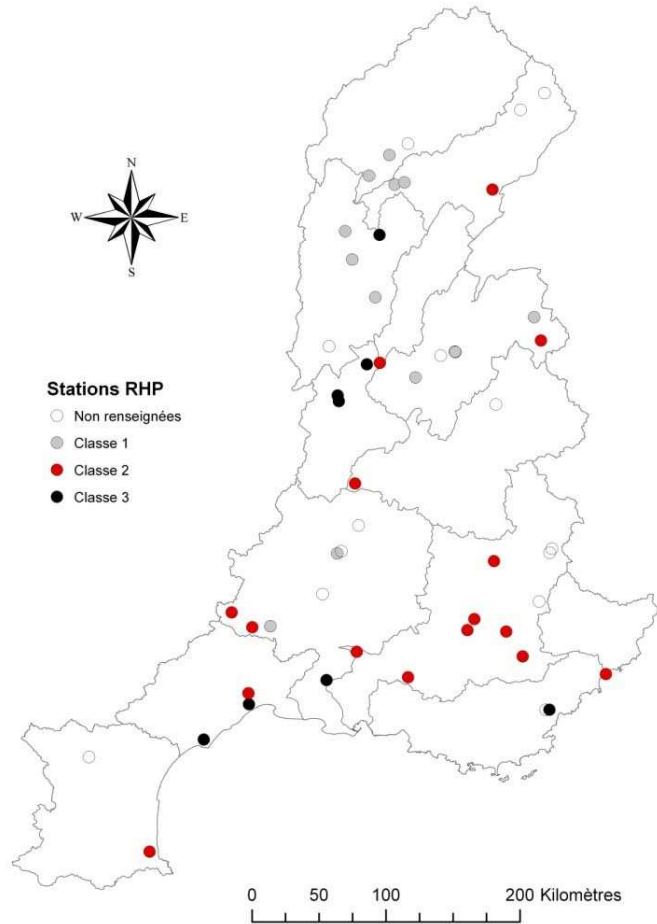 N
W E
S
Stations RHP
Non renseignées
Classe 1
Classe 2
Classe 3
0 50 100 200 Kilomètres